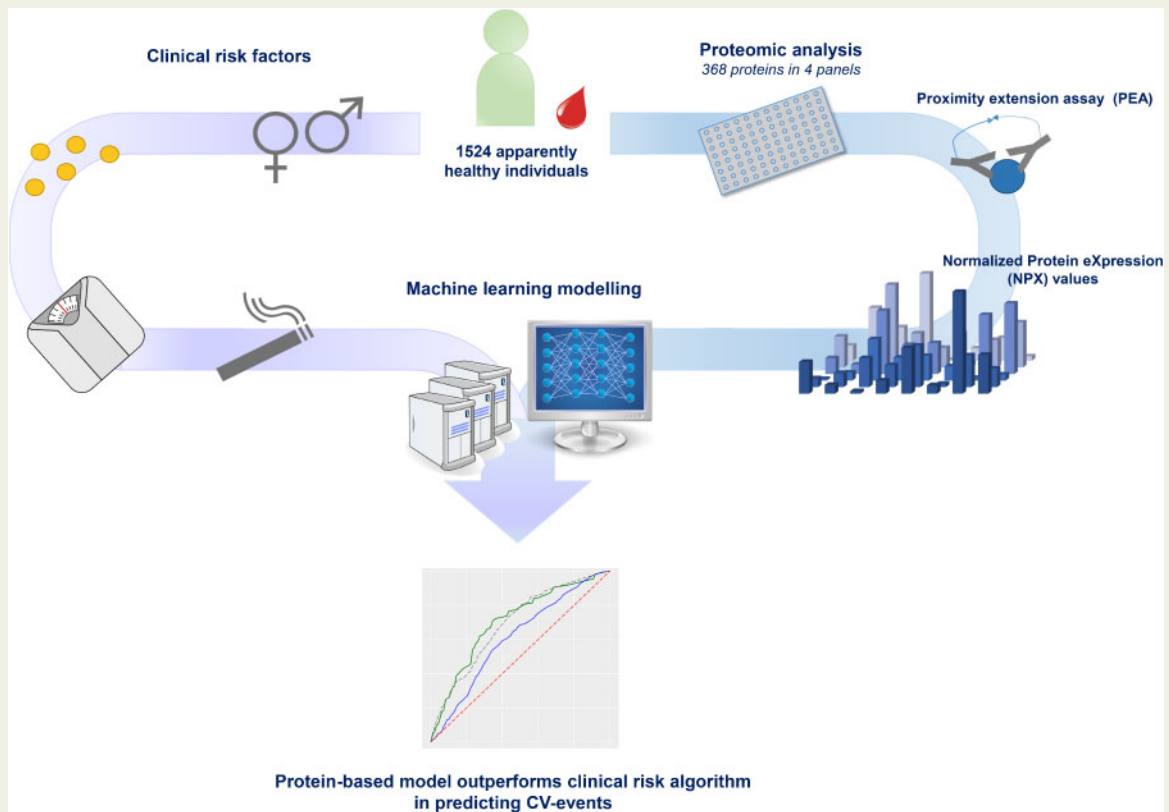 Clinical risk factors
1524 apparently
healthy individuals
Proteomic analysis
368 proteins in 4 panels
Proximity extension assay (PEA)
Normalized Protein eXpression
(NPX) values
Machine learning modelling
Protein-based model outperforms clinical risk algorithm
in predicting CV-events